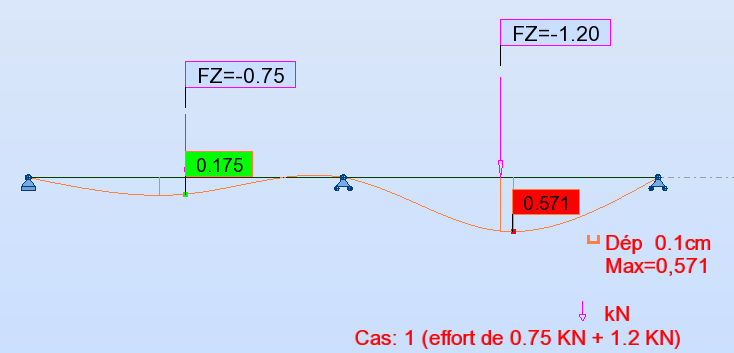 FZ=-1.20
FZ=-0.75
0.175
0.571
Dép 0.1cm
Max=0,571
kN
Cas: 1 (effort de 0.75 KN + 1.2 KN)